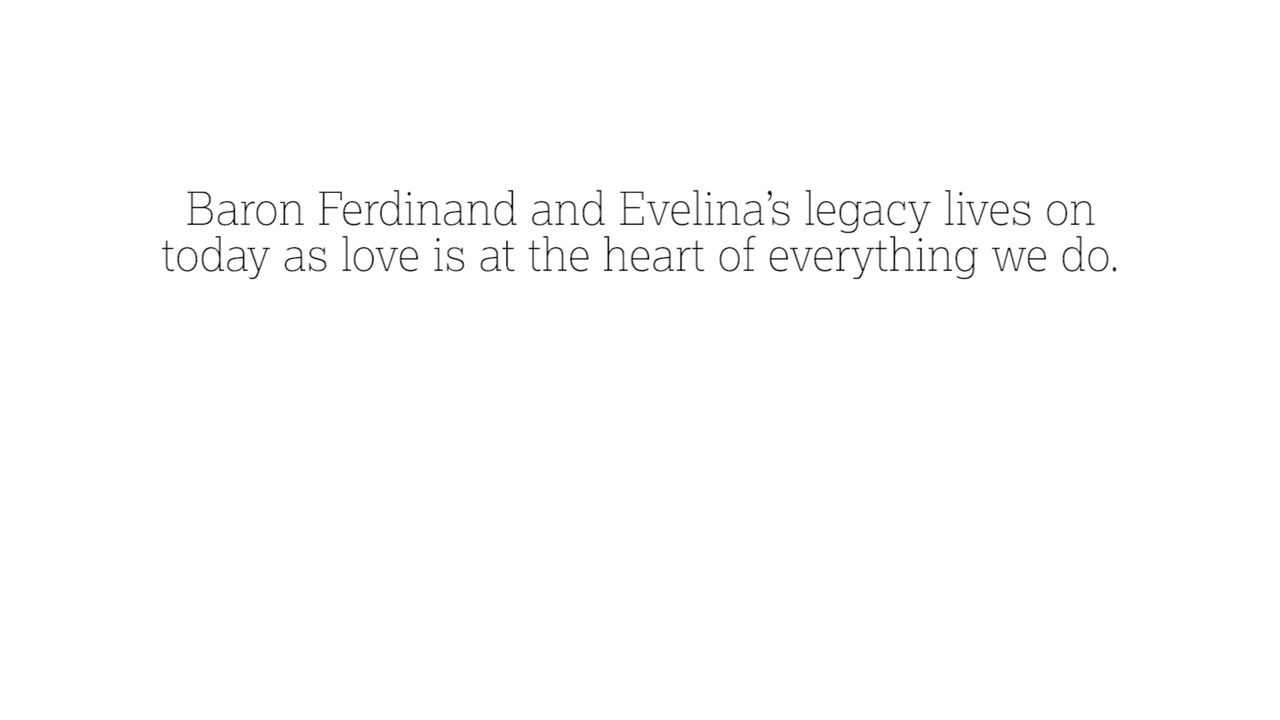 Baron Ferdinand and Evelina’s legacy lives on
today as love is at the heart of everything we do.